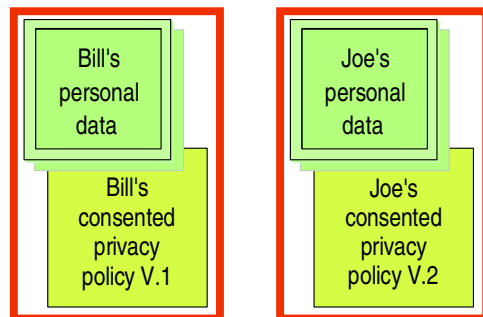 Bill's
personal
data
Bill's
consented
privacy
policy V.1
Joe's
personal
data
Joe's
consented
privacy
policy V.2